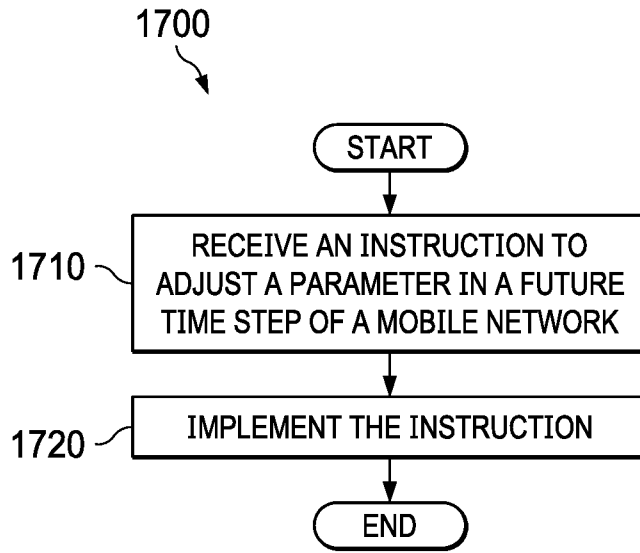 1700
START
1710
RECEIVE AN INSTRUCTION TO
ADJUST A PARAMETER IN A FUTURE
TIME STEP OF A MOBILE NETWORK
1720
IMPLEMENT THE INSTRUCTION
END